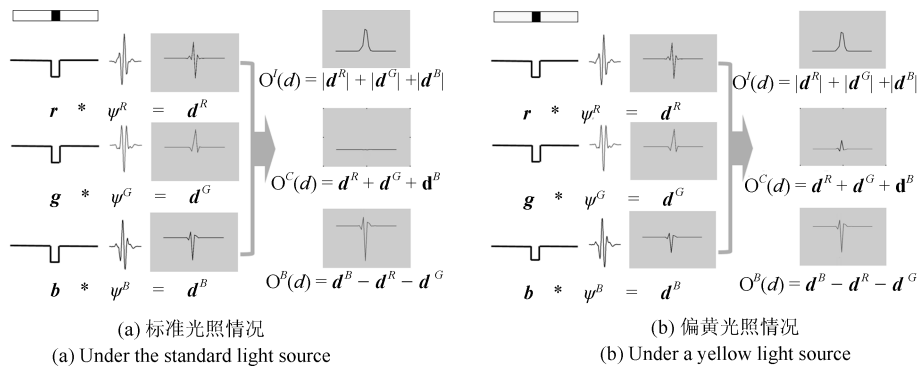 O^I(d) = |d^R| + |d^G| + |d^B|
r * ψ^R = d^R
O^C(d) = d^R + d^G + d^B
g * ψ^G = d^G
O^B(d) = d^B − d^R − d^G
b * ψ^B = d^B
(a) 标准光照情况
(a) Under the standard light source
O^I(d) = |d^R| + |d^G| + |d^B|
r * ψ^R = d^R
O^C(d) = d^R + d^G + d^B
g * ψ^G = d^G
O^B(d) = d^B − d^R − d^G
b * ψ^B = d^B
(b) 偏黄光照情况
(b) Under a yellow light source